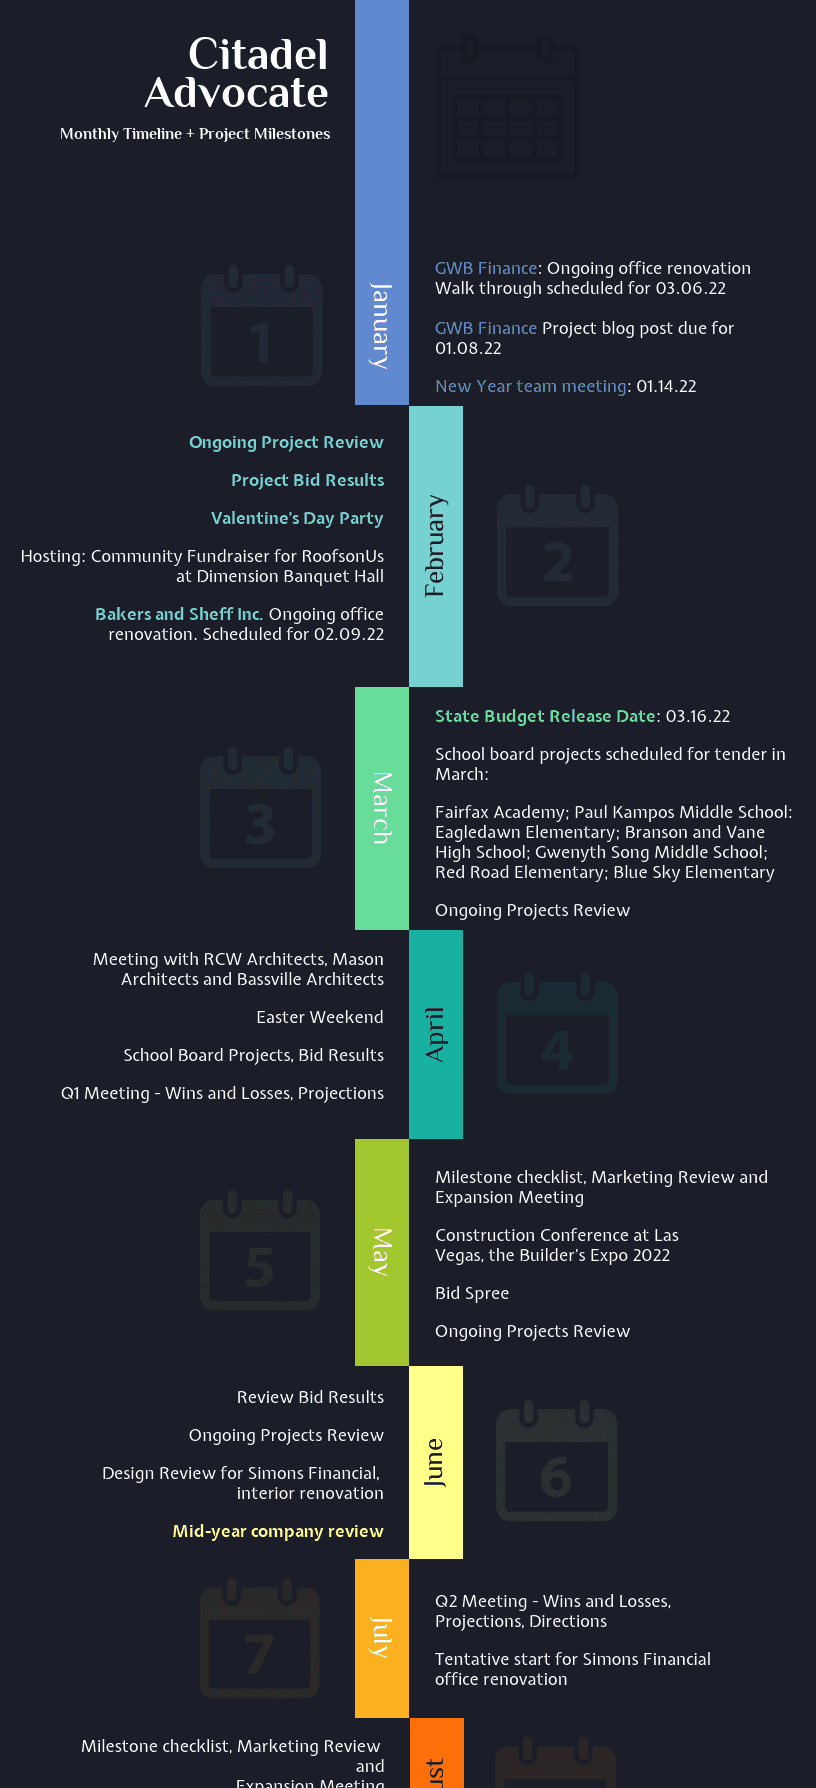 Citadel
Advocate
Monthly Timeline + Project Milestones
January
1
GWB Finance: Ongoing office renovation
Walk through scheduled for 03.06.22
GWB Finance Project blog post due for
01.08.22
New Year team meeting: 01.14.22
February
2
Ongoing Project Review
Project Bid Results
Valentine's Day Party
Hosting: Community Fundraiser for RoofsonUs
at Dimension Banquet Hall
Bakers and Sheff Inc. Ongoing office
renovation. Scheduled for 02.09.22
March
3
State Budget Release Date: 03.16.22
School board projects scheduled for tender in
March:
Fairfax Academy; Paul Kampos Middle School:
Eagledawn Elementary; Branson and Vane
High School; Gwenyth Song Middle School;
Red Road Elementary; Blue Sky Elementary
Ongoing Projects Review
April
4
Meeting with RCW Architects, Mason
Architects and Bassville Architects
Easter Weekend
School Board Projects, Bid Results
Q1 Meeting - Wins and Losses, Projections
May
5
Milestone checklist, Marketing Review and
Expansion Meeting
Construction Conference at Las
Vegas, the Builder's Expo 2022
Bid Spree
Ongoing Projects Review
June
6
Review Bid Results
Ongoing Projects Review
Design Review for Simons Financial,
interior renovation
Mid-year company review
July
7
Q2 Meeting - Wins and Losses,
Projections, Directions
Tentative start for Simons Financial
office renovation
ust
Milestone checklist, Marketing Review
and
Expansion Meeting